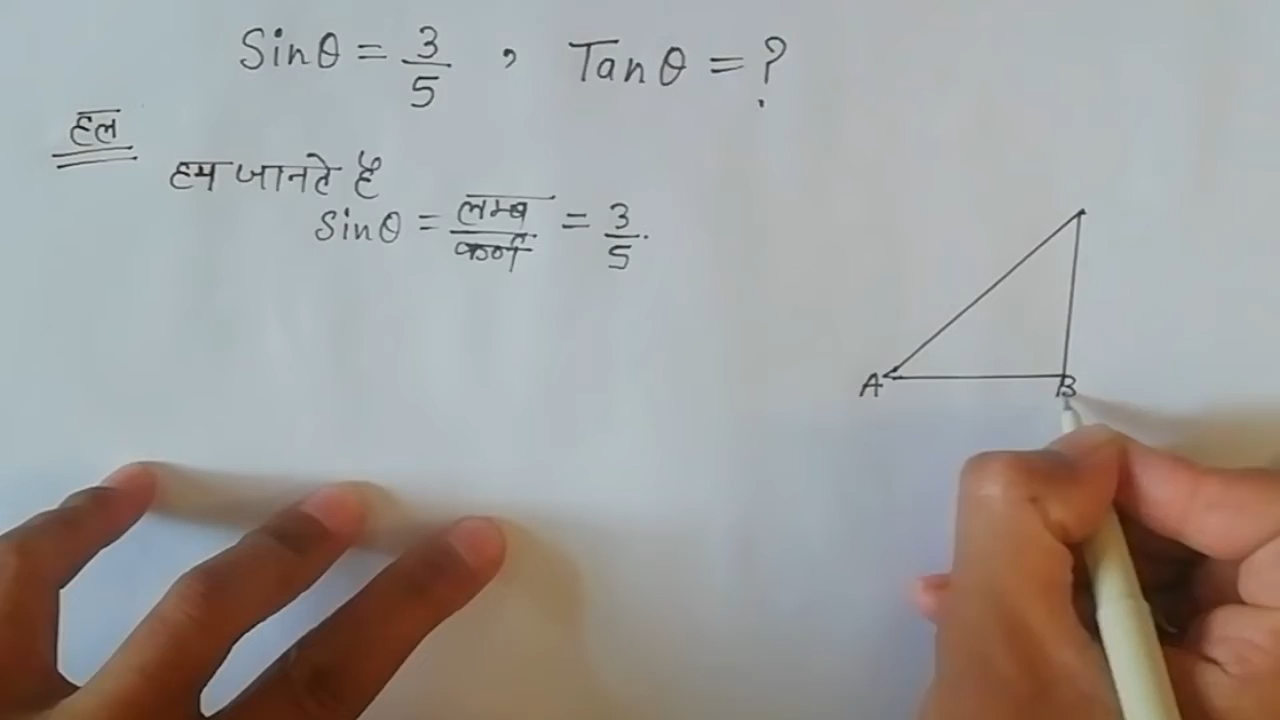 Sinθ = 3/5 , Tanθ = ?
हल
हम जानते है
Sinθ = लम्ब/कर्ण = 3/5.
A B